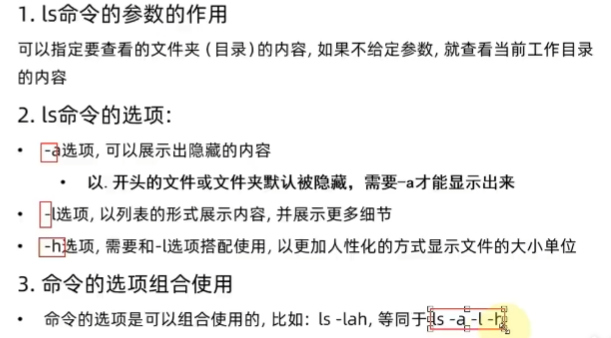 1. ls命令的参数的作用
可以指定要查看的文件夹（目录）的内容, 如果不给定参数, 就查看当前工作目录
的内容
2. ls命令的选项:
• -a选项, 可以展示出隐藏的内容
• 以. 开头的文件或文件夹默认被隐藏，需要-a才能显示出来
• -l选项, 以列表的形式展示内容, 并展示更多细节
• -h选项, 需要和-l选项搭配使用, 以更加人性化的方式显示文件的大小单位
3. 命令的选项组合使用
• 命令的选项是可以组合使用的, 比如: ls -lah, 等同于ls -a -l -h